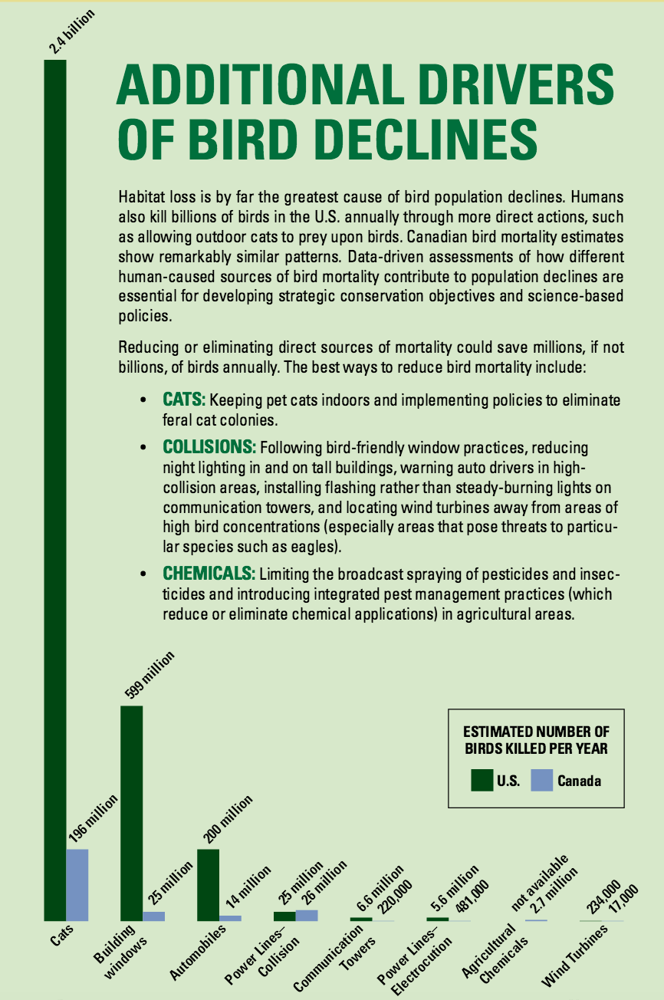 2.4 billion
ADDITIONAL DRIVERS
OF BIRD DECLINES
Habitat loss is by far the greatest cause of bird population declines. Humans
also kill billions of birds in the U.S. annually through more direct actions, such
as allowing outdoor cats to prey upon birds. Canadian bird mortality estimates
show remarkably similar patterns. Data-driven assessments of how different
human-caused sources of bird mortality contribute to population declines are
essential for developing strategic conservation objectives and science-based
policies.
Reducing or eliminating direct sources of mortality could save millions, if not
billions, of birds annually. The best ways to reduce bird mortality include:
• CATS: Keeping pet cats indoors and implementing policies to eliminate
feral cat colonies.
• COLLISIONS: Following bird-friendly window practices, reducing
night lighting in and on tall buildings, warning auto drivers in high-
collision areas, installing flashing rather than steady-burning lights on
communication towers, and locating wind turbines away from areas of
high bird concentrations (especially areas that pose threats to particu-
lar species such as eagles).
• CHEMICALS: Limiting the broadcast spraying of pesticides and insec-
ticides and introducing integrated pest management practices (which
reduce or eliminate chemical applications) in agricultural areas.
599 million
ESTIMATED NUMBER OF
BIRDS KILLED PER YEAR
U.S. Canada
196 million
25 million
200 million
14 million
25 million
26 million
6.6 million
220,000
5.6 million
481,000
not available
2.7 million
234,000
17,000
Cats
Building
windows
Automobiles
Power Lines–
Collision
Communication
Towers
Power Lines–
Electrocution
Agricultural
Chemicals
Wind Turbines